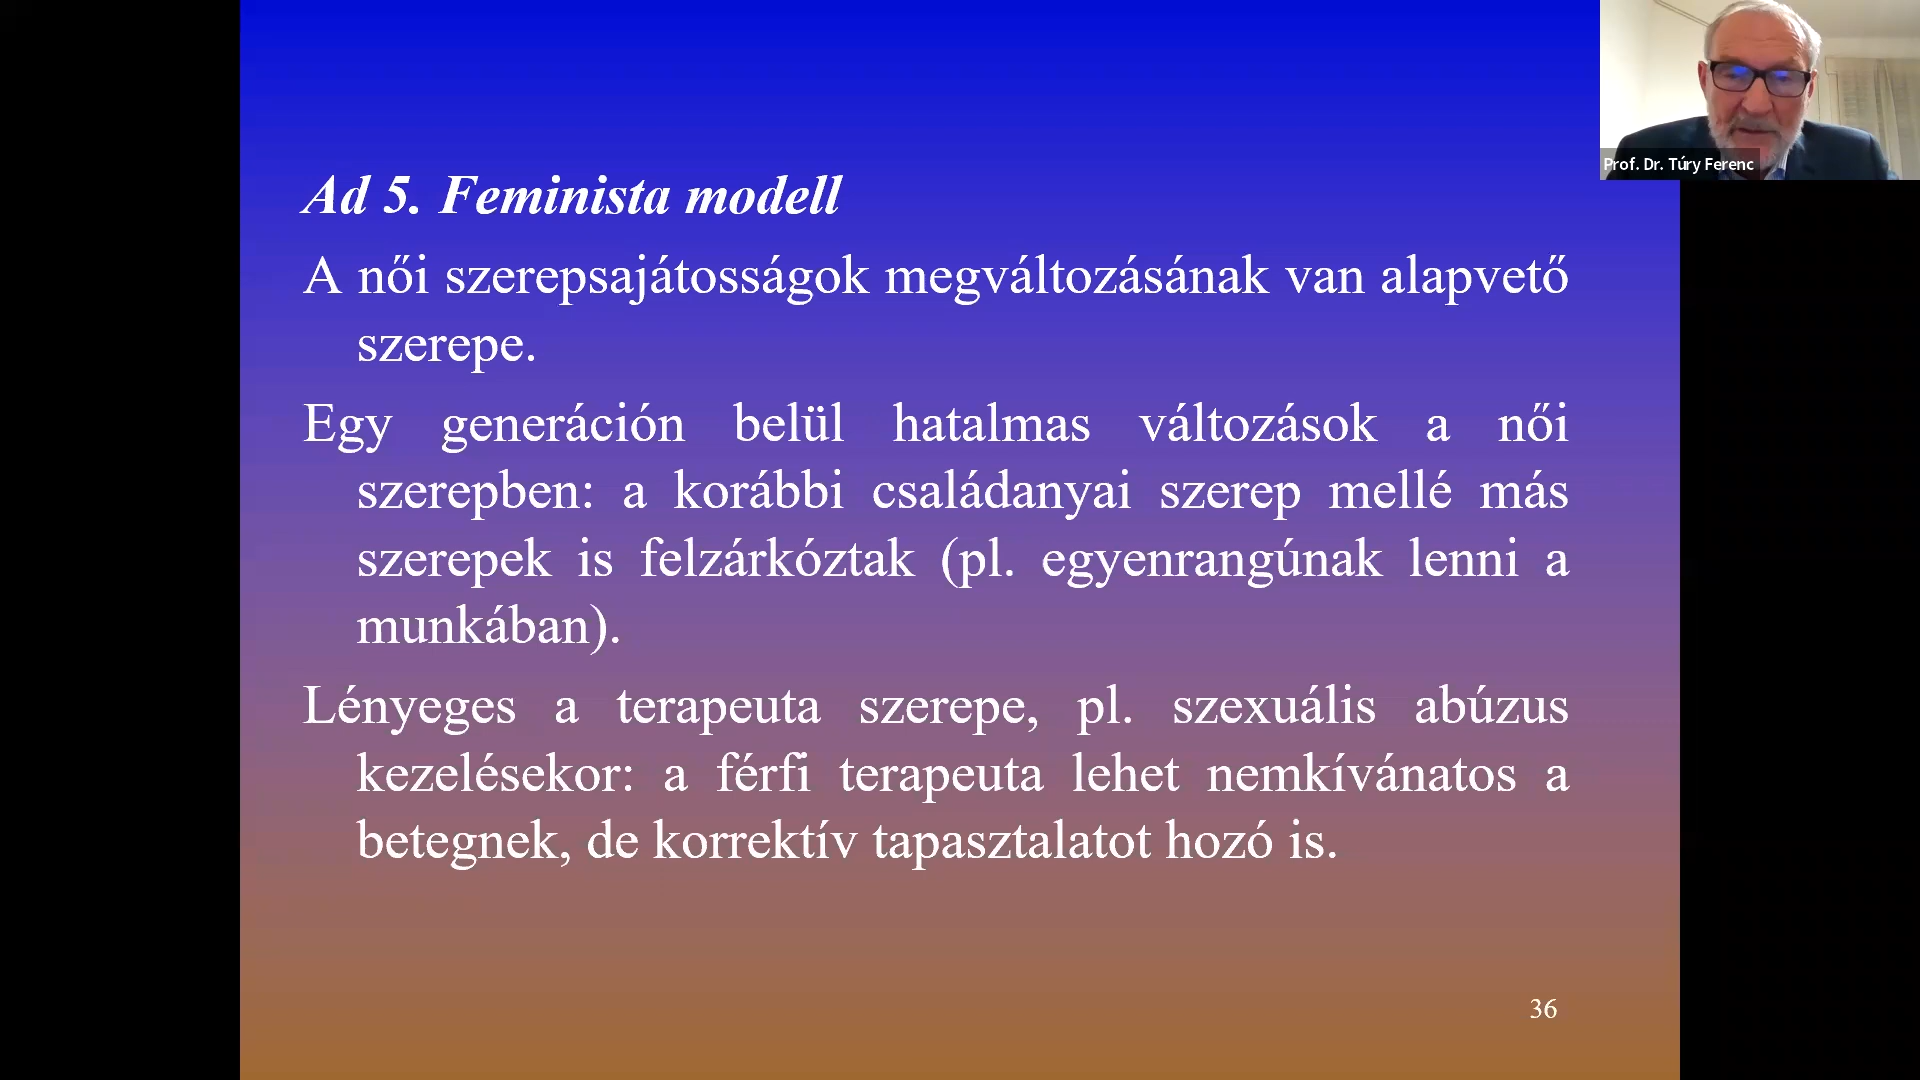 Prof. Dr. Túry Ferenc
Ad 5. Feminista modell
A női szerepsajátosságok megváltozásának van alapvető
szerepe.
Egy generáción belül hatalmas változások a női
szerepben: a korábbi családanyai szerep mellé más
szerepek is felzárkóztak (pl. egyenrangúnak lenni a
munkában).
Lényeges a terapeuta szerepe, pl. szexuális abúzus
kezelésekor: a férfi terapeuta lehet nemkívánatos a
betegnek, de korrektív tapasztalatot hozó is.
36